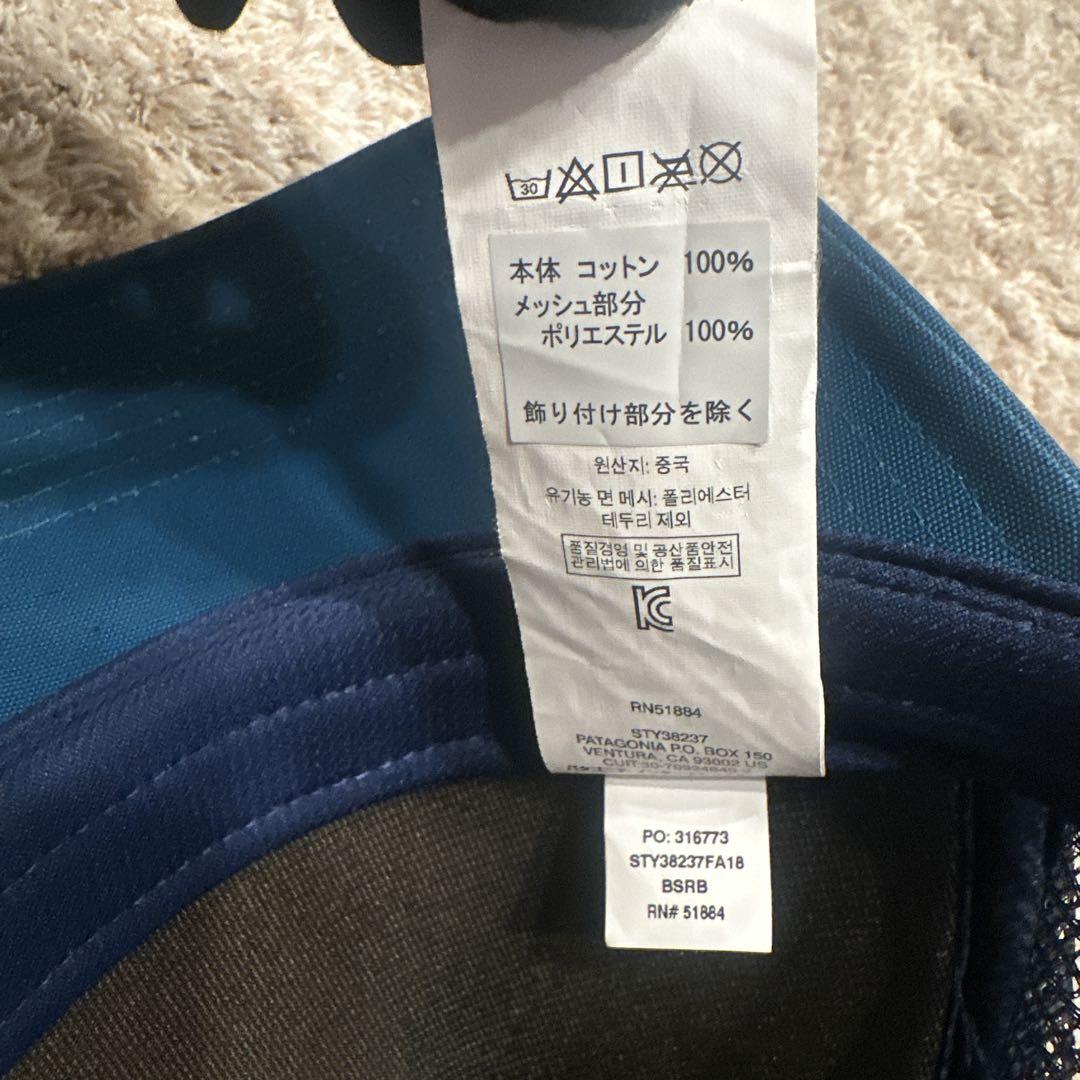 30
本体 コットン 100%
メッシュ部分
ポリエステル 100%
飾り付け部分を除く
원산지: 중국
유기농 면 메시: 폴리에스터
테두리 제외
품질경영 및 공산품안전
관리법에 의한 품질표시
KC
RN51884
STY38237
PATAGONIA P.O. BOX 150
VENTURA, CA 93002 US
PO: 316773
STY38237FA18
BSRB
RN# 51884